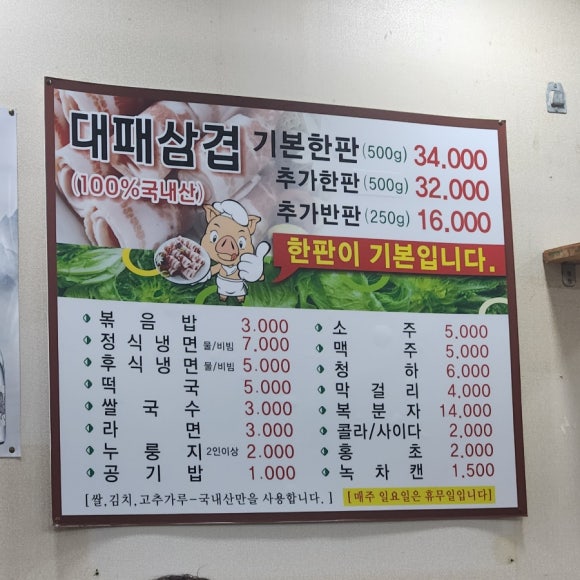 대패삼겹
(100%국내산)
기본한판 (500g) 34.000
추가한판 (500g) 32.000
추가반판 (250g) 16.000
한판이 기본입니다.
볶음밥 3.000
정식냉면 물/비빔 7.000
후식냉면 물/비빔 5.000
떡국 5.000
쌀국수 3.000
라면 3.000
누룽지 2인이상 2.000
공기밥 1.000
소주 5.000
맥주 5.000
청하 6.000
막걸리 4.000
복분자 14.000
콜라/사이다 2.000
홍초 2.000
녹차캔 1.500
[쌀,김치,고추가루-국내산만을 사용합니다.]
[매주 일요일은 휴무일입니다]